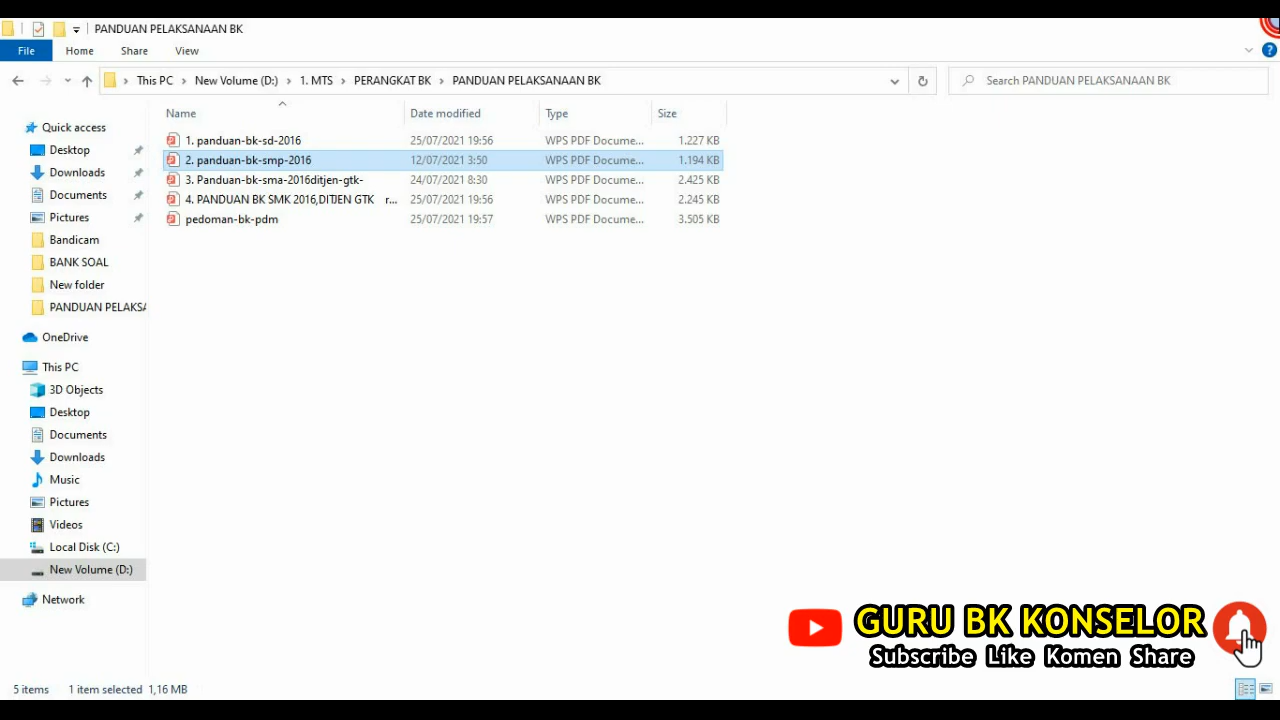 PANDUAN PELAKSANAAN BK
File Home Share View
This PC › New Volume (D:) › 1. MTS › PERANGKAT BK › PANDUAN PELAKSANAAN BK
Search PANDUAN PELAKSANAAN BK
Name Date modified Type Size
1. panduan-bk-sd-2016 25/07/2021 19:56 WPS PDF Docume... 1.227 KB
2. panduan-bk-smp-2016 12/07/2021 3:50 WPS PDF Docume... 1.194 KB
3. Panduan-bk-sma-2016ditjen-gtk- 24/07/2021 8:30 WPS PDF Docume... 2.425 KB
4. PANDUAN BK SMK 2016,DITJEN GTK r... 25/07/2021 19:56 WPS PDF Docume... 2.245 KB
pedoman-bk-pdm 25/07/2021 19:57 WPS PDF Docume... 3.505 KB
Quick access
Desktop
Downloads
Documents
Pictures
Bandicam
BANK SOAL
New folder
PANDUAN PELAKSA
OneDrive
This PC
3D Objects
Desktop
Documents
Downloads
Music
Pictures
Videos
Local Disk (C:)
New Volume (D:)
Network
GURU BK KONSELOR
Subscribe Like Komen Share
5 items 1 item selected 1,16 MB